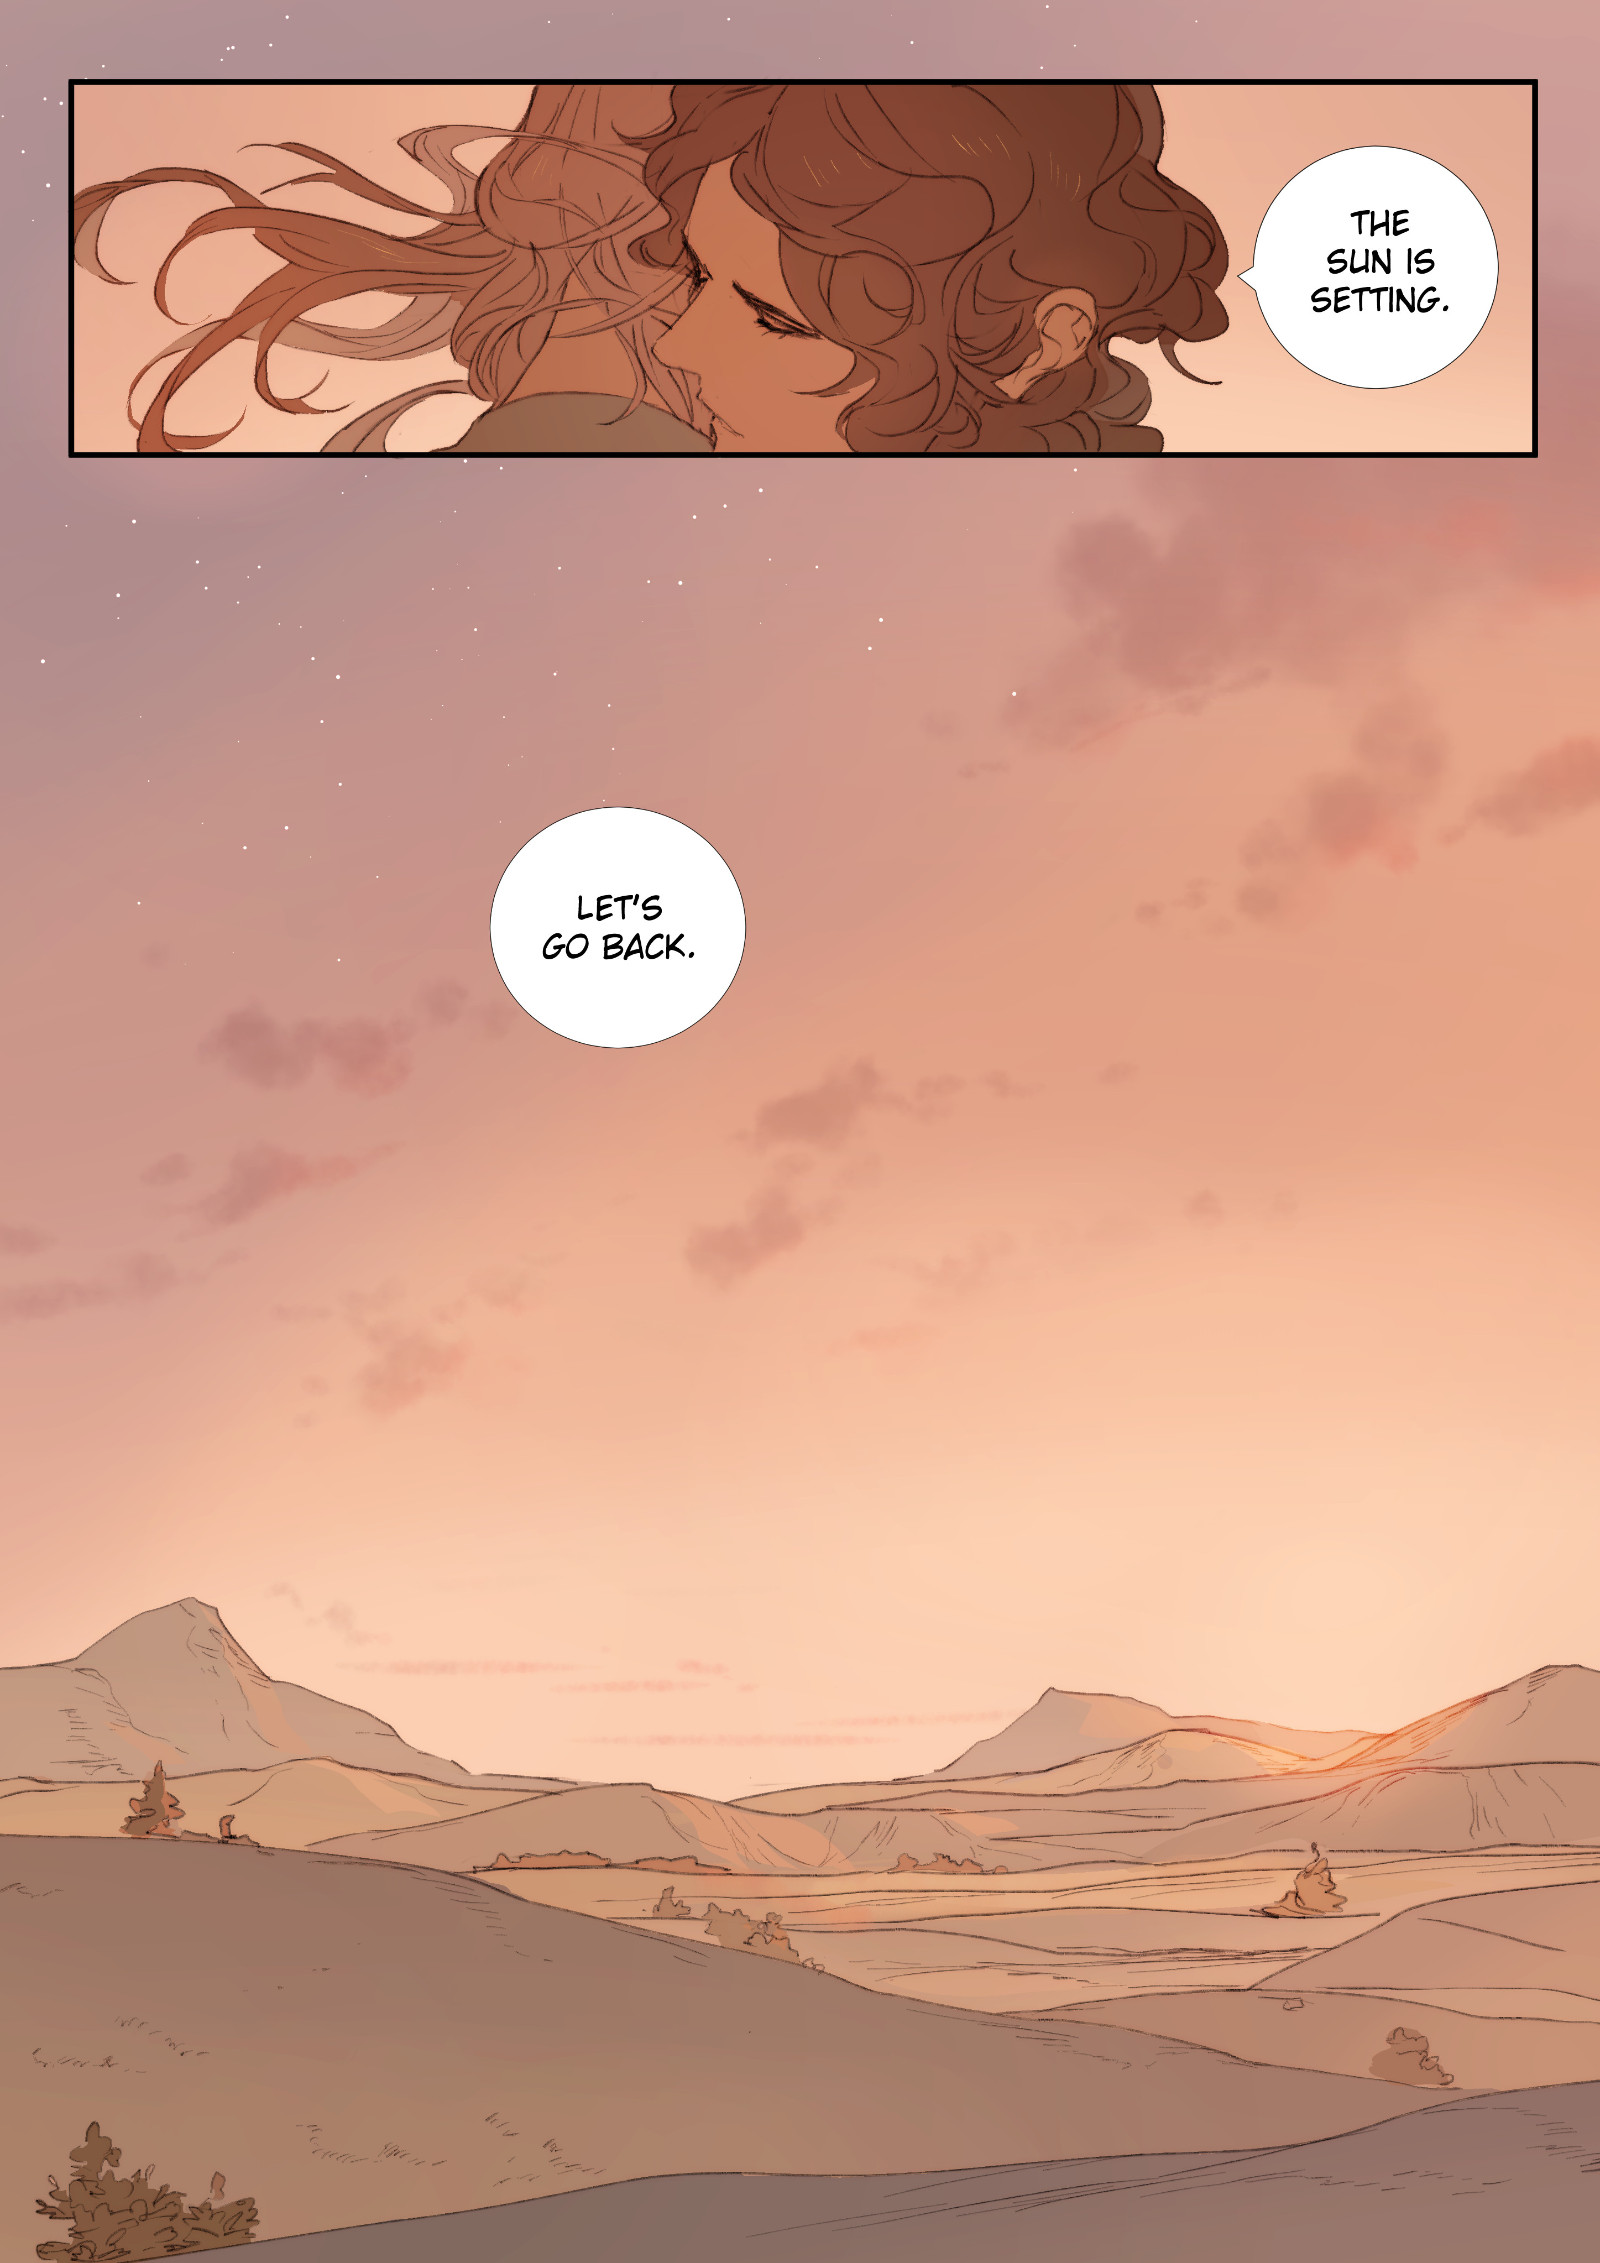 THE
SUN IS
SETTING.
LET'S
GO BACK.